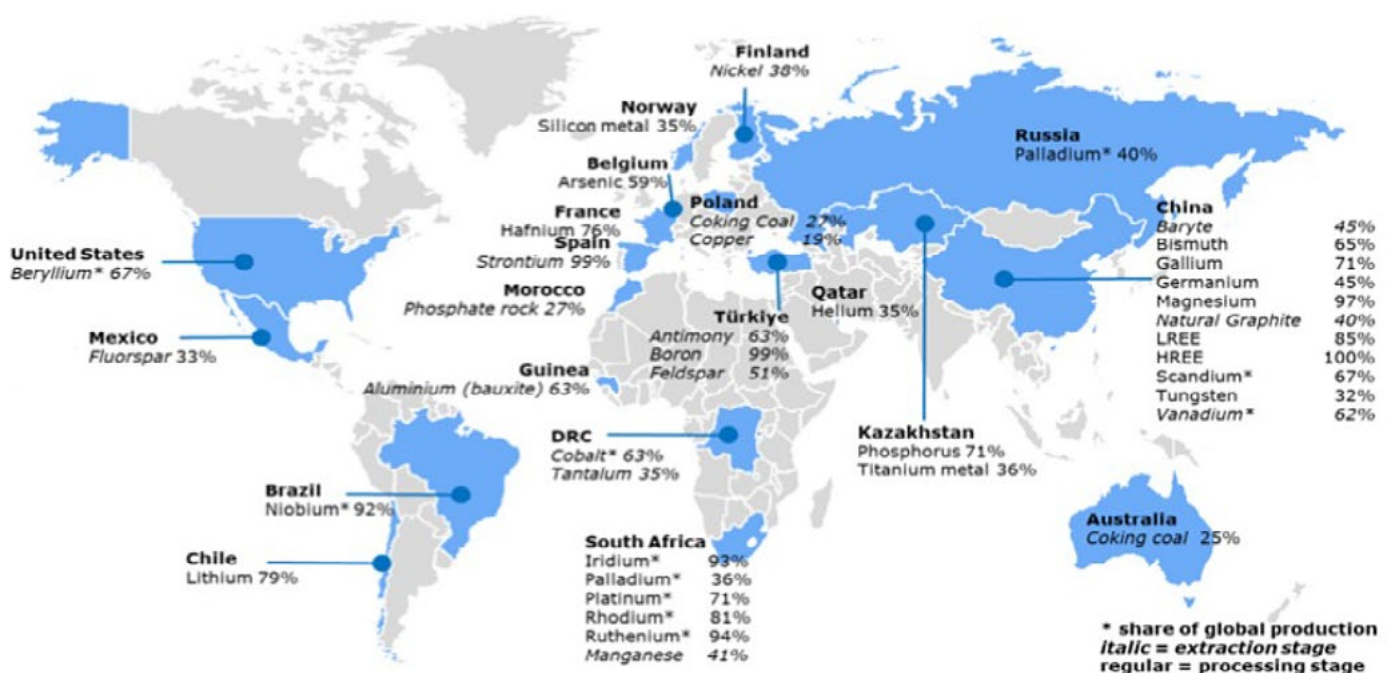 Finland
Nickel 38%
Norway
Silicon metal 35%
Belgium
Arsenic 59%
France
Hafnium 76%
Spain
Strontium 99%
Morocco
Phosphate rock 27%
Poland
Coking Coal 27%
Copper 19%
Russia
Palladium* 40%
United States
Beryllium* 67%
Mexico
Fluorspar 33%
Qatar
Helium 35%
Türkiye
Antimony 63%
Boron 99%
Feldspar 51%
Guinea
Aluminium (bauxite) 63%
China
Baryte 45%
Bismuth 65%
Gallium 71%
Germanium 45%
Magnesium 97%
Natural Graphite 40%
LREE 85%
HREE 100%
Scandium* 67%
Tungsten 32%
Vanadium* 62%
DRC
Cobalt* 63%
Tantalum 35%
Kazakhstan
Phosphorus 71%
Titanium metal 36%
Brazil
Niobium* 92%
Chile
Lithium 79%
South Africa
Iridium* 93%
Palladium* 36%
Platinum* 71%
Rhodium* 81%
Ruthenium* 94%
Manganese 41%
Australia
Coking coal 25%
* share of global production
italic = extraction stage
regular = processing stage